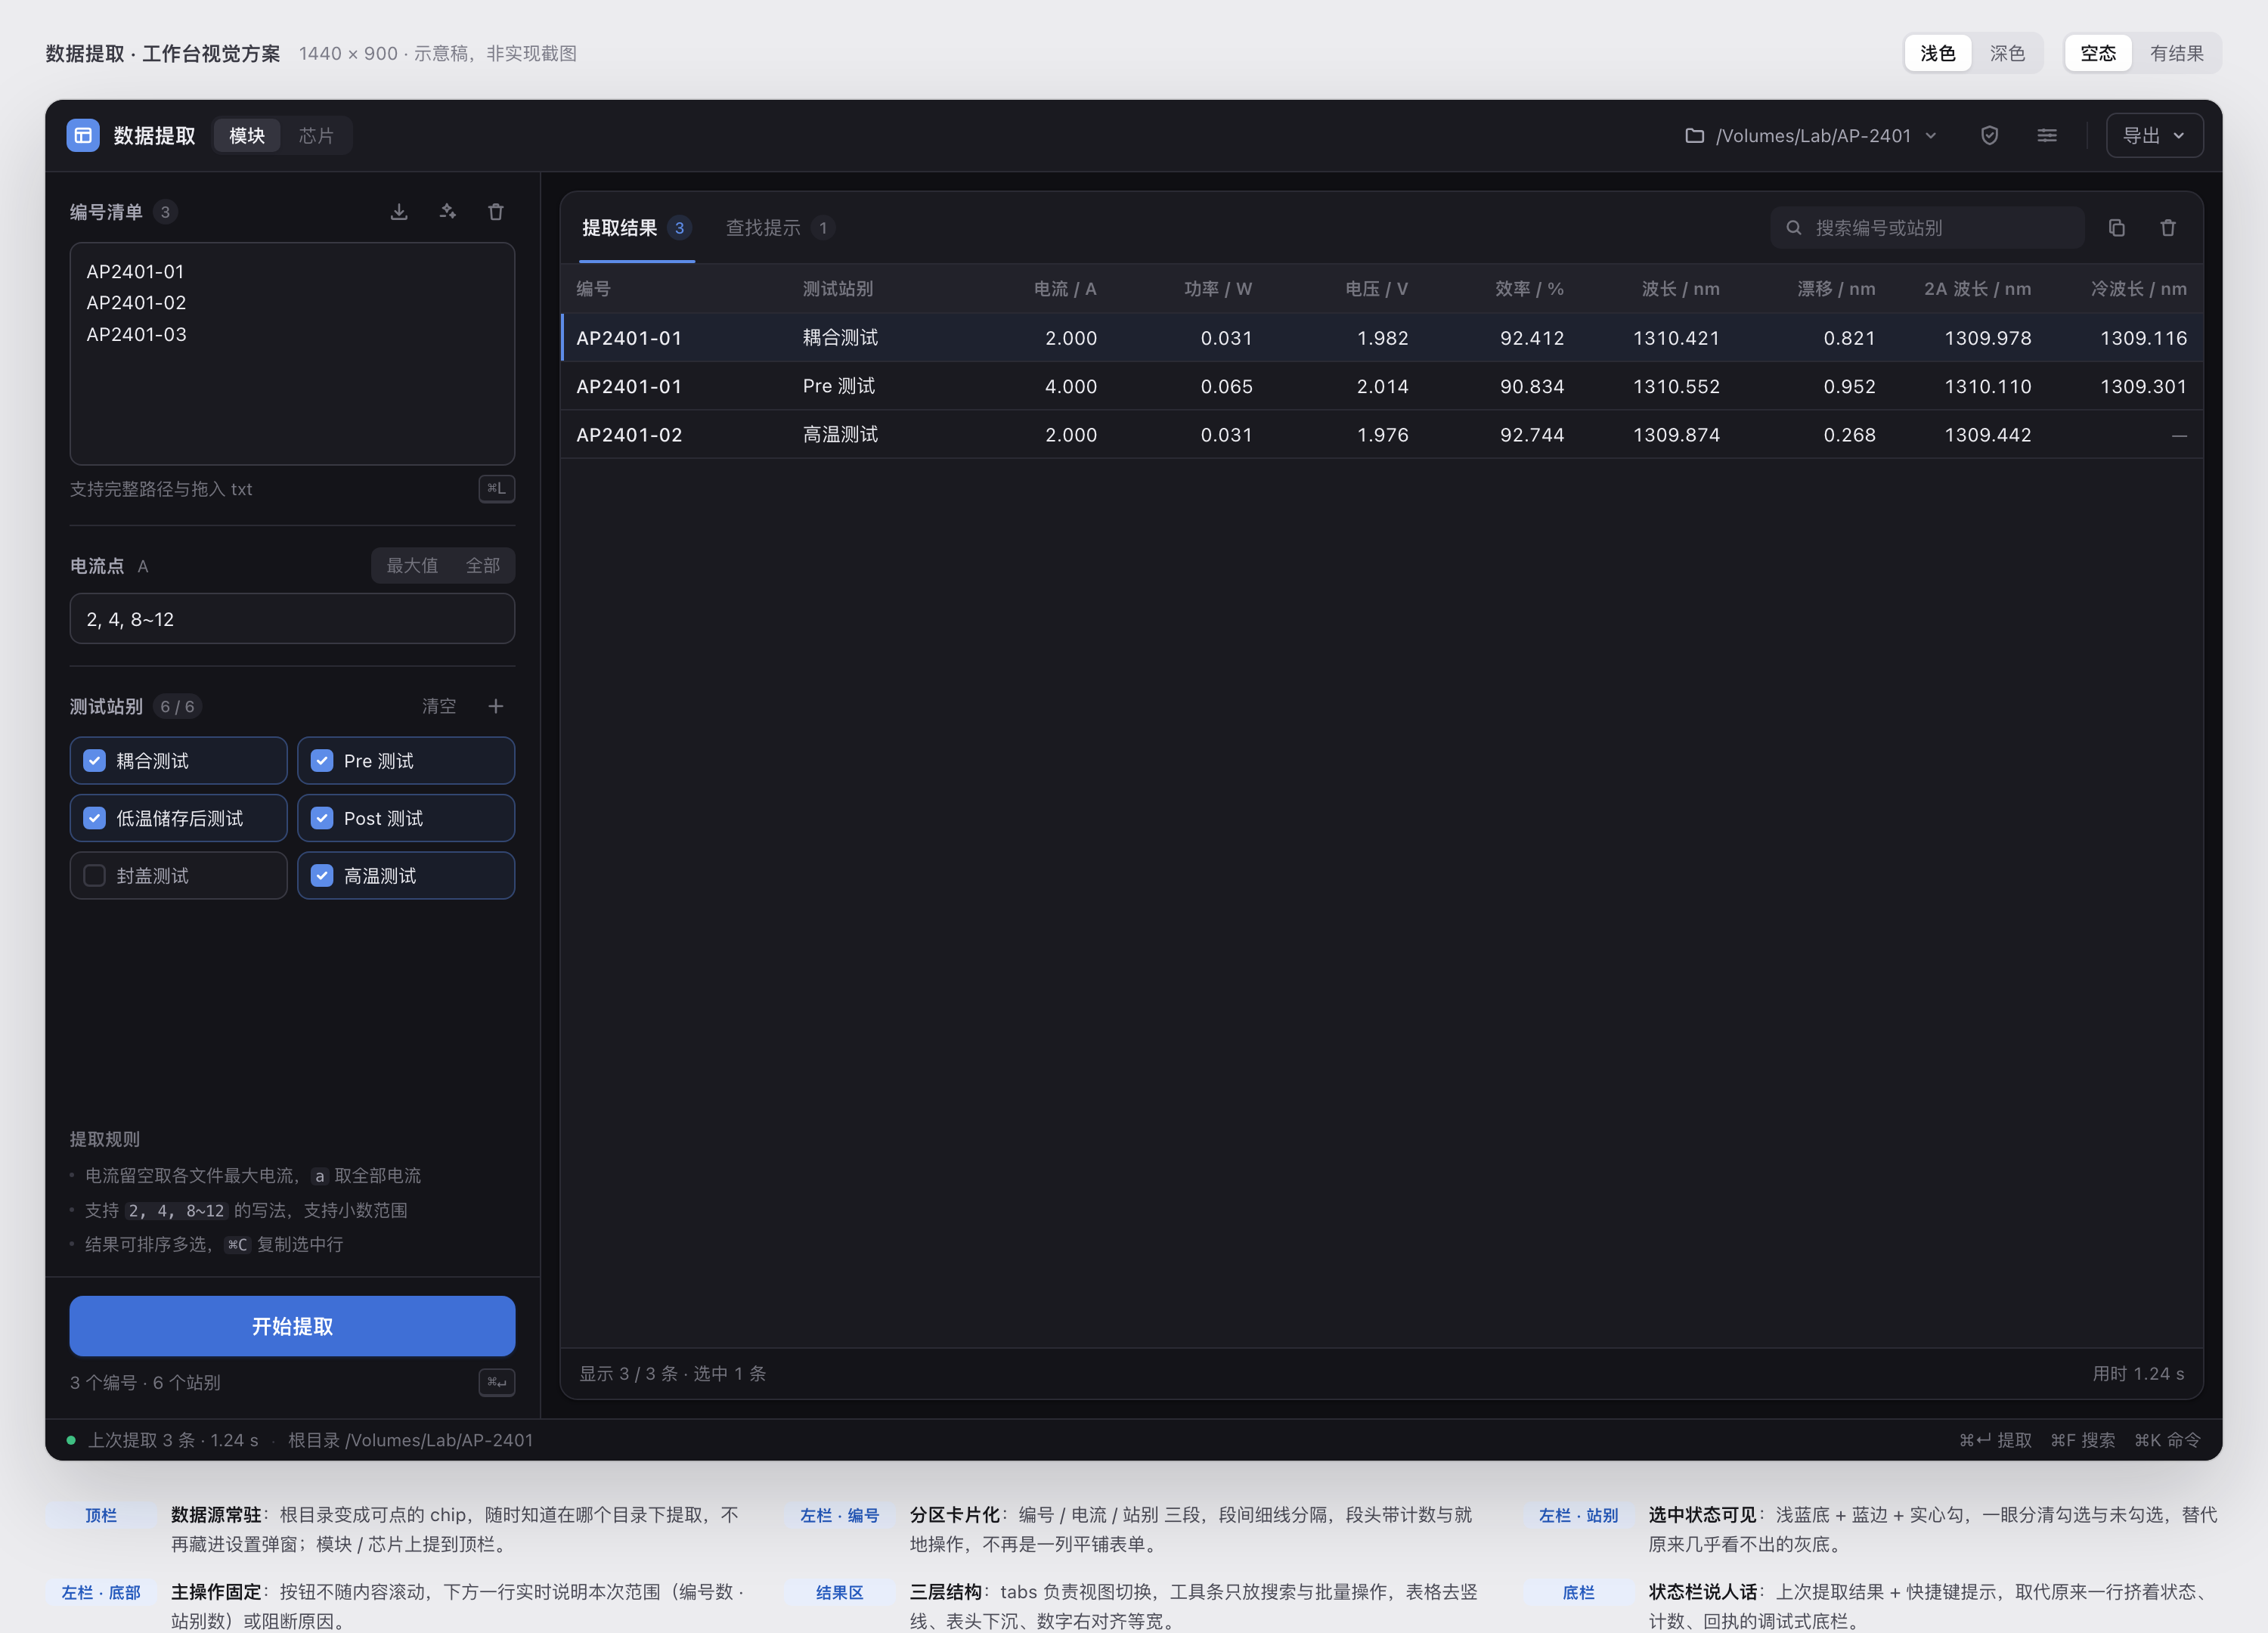 数据提取 · 工作台视觉方案 1440 × 900 · 示意稿，非实现截图
浅色 深色 空态 有结果
数据提取 模块 芯片
/Volumes/Lab/AP-2401 导出
编号清单 3
AP2401-01
AP2401-02
AP2401-03
支持完整路径与拖入 txt ⌘L
电流点 A 最大值 全部
2, 4, 8~12
测试站别 6 / 6 清空
耦合测试 Pre 测试
低温储存后测试 Post 测试
封盖测试 高温测试
提取规则
• 电流留空取各文件最大电流，a 取全部电流
• 支持 2, 4, 8~12 的写法，支持小数范围
• 结果可排序多选，⌘C 复制选中行
开始提取
3 个编号 · 6 个站别 ⌘↵
提取结果 3 查找提示 1 搜索编号或站别
编号 测试站别 电流 / A 功率 / W 电压 / V 效率 / % 波长 / nm 漂移 / nm 2A 波长 / nm 冷波长 / nm
AP2401-01 耦合测试 2.000 0.031 1.982 92.412 1310.421 0.821 1309.978 1309.116
AP2401-01 Pre 测试 4.000 0.065 2.014 90.834 1310.552 0.952 1310.110 1309.301
AP2401-02 高温测试 2.000 0.031 1.976 92.744 1309.874 0.268 1309.442 —
显示 3 / 3 条 · 选中 1 条 用时 1.24 s
上次提取 3 条 · 1.24 s · 根目录 /Volumes/Lab/AP-2401 ⌘↵ 提取 ⌘F 搜索 ⌘K 命令
顶栏 数据源常驻：根目录变成可点的 chip，随时知道在哪个目录下提取，不
再藏进设置弹窗；模块 / 芯片上提到顶栏。
左栏 · 编号 分区卡片化：编号 / 电流 / 站别 三段，段间细线分隔，段头带计数与就
地操作，不再是一列平铺表单。
左栏 · 站别 选中状态可见：浅蓝底 + 蓝边 + 实心勾，一眼分清勾选与未勾选，替代
原来几乎看不出的灰底。
左栏 · 底部 主操作固定：按钮不随内容滚动，下方一行实时说明本次范围（编号数 ·
站别数）或阻断原因。
结果区 三层结构：tabs 负责视图切换，工具条只放搜索与批量操作，表格去竖
线、表头下沉、数字右对齐等宽。
底栏 状态栏说人话：上次提取结果 + 快捷键提示，取代原来一行挤着状态、
计数、回执的调试式底栏。